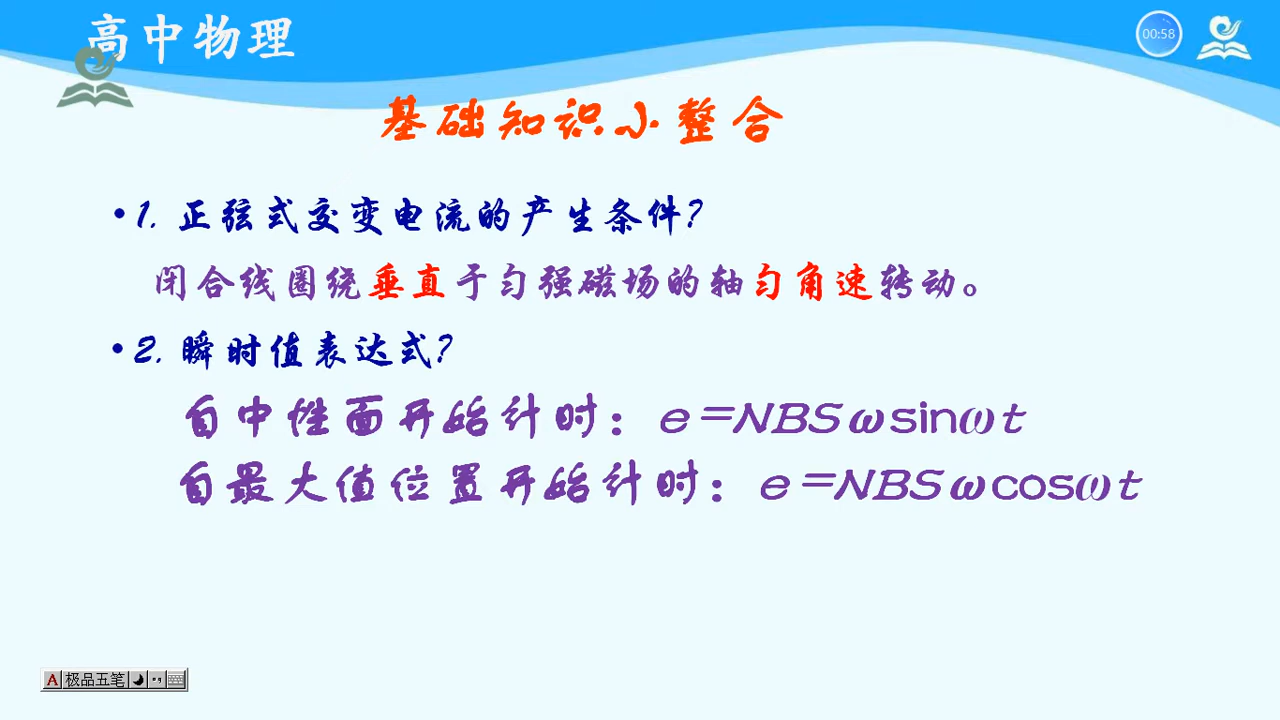 高中物理
00:58
基础知识小整合
•1. 正弦式交变电流的产生条件?
闭合线圈绕垂直于匀强磁场的轴匀角速转动。
•2. 瞬时值表达式?
自中性面开始计时：e=NBSωsinωt
自最大值位置开始计时：e=NBSωcosωt
A 极品五笔